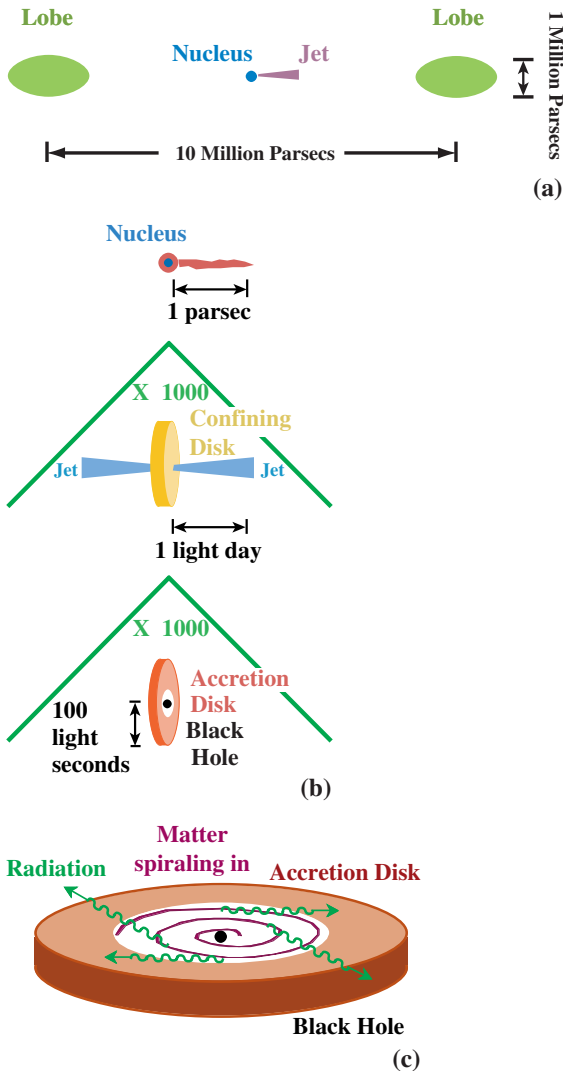 Lobe
Lobe
Nucleus
Jet
1 Million Parsecs
10 Million Parsecs
(a)
Nucleus
1 parsec
X 1000
Confining
Disk
Jet
Jet
1 light day
X 1000
Accretion
Disk
Black
Hole
100
light
seconds
(b)
Matter
spiraling in
Radiation
Accretion Disk
Black Hole
(c)